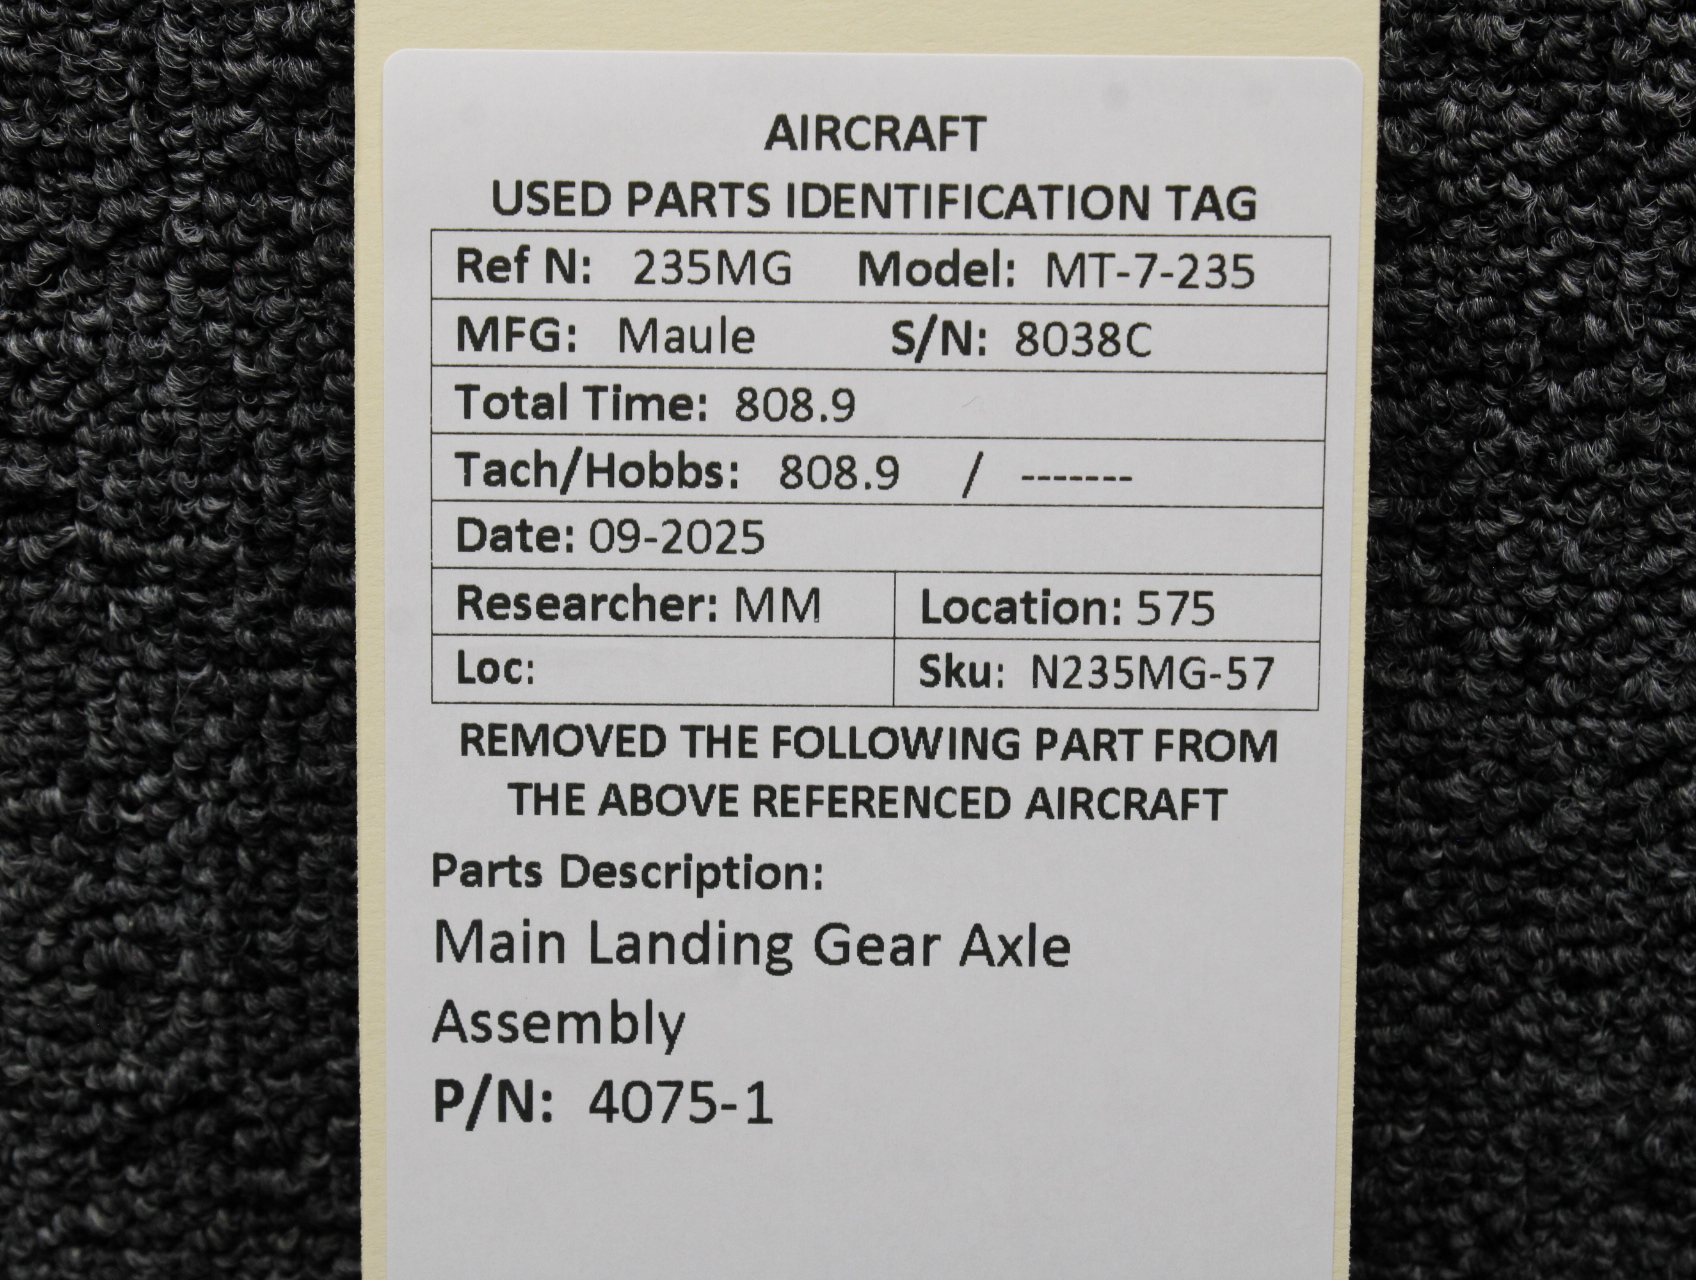 AIRCRAFT
USED PARTS IDENTIFICATION TAG
Ref N: 235MG Model: MT-7-235
MFG: Maule S/N: 8038C
Total Time: 808.9
Tach/Hobbs: 808.9 / -------
Date: 09-2025
Researcher: MM Location: 575
Loc: Sku: N235MG-57
REMOVED THE FOLLOWING PART FROM
THE ABOVE REFERENCED AIRCRAFT
Parts Description:
Main Landing Gear Axle
Assembly
P/N: 4075-1